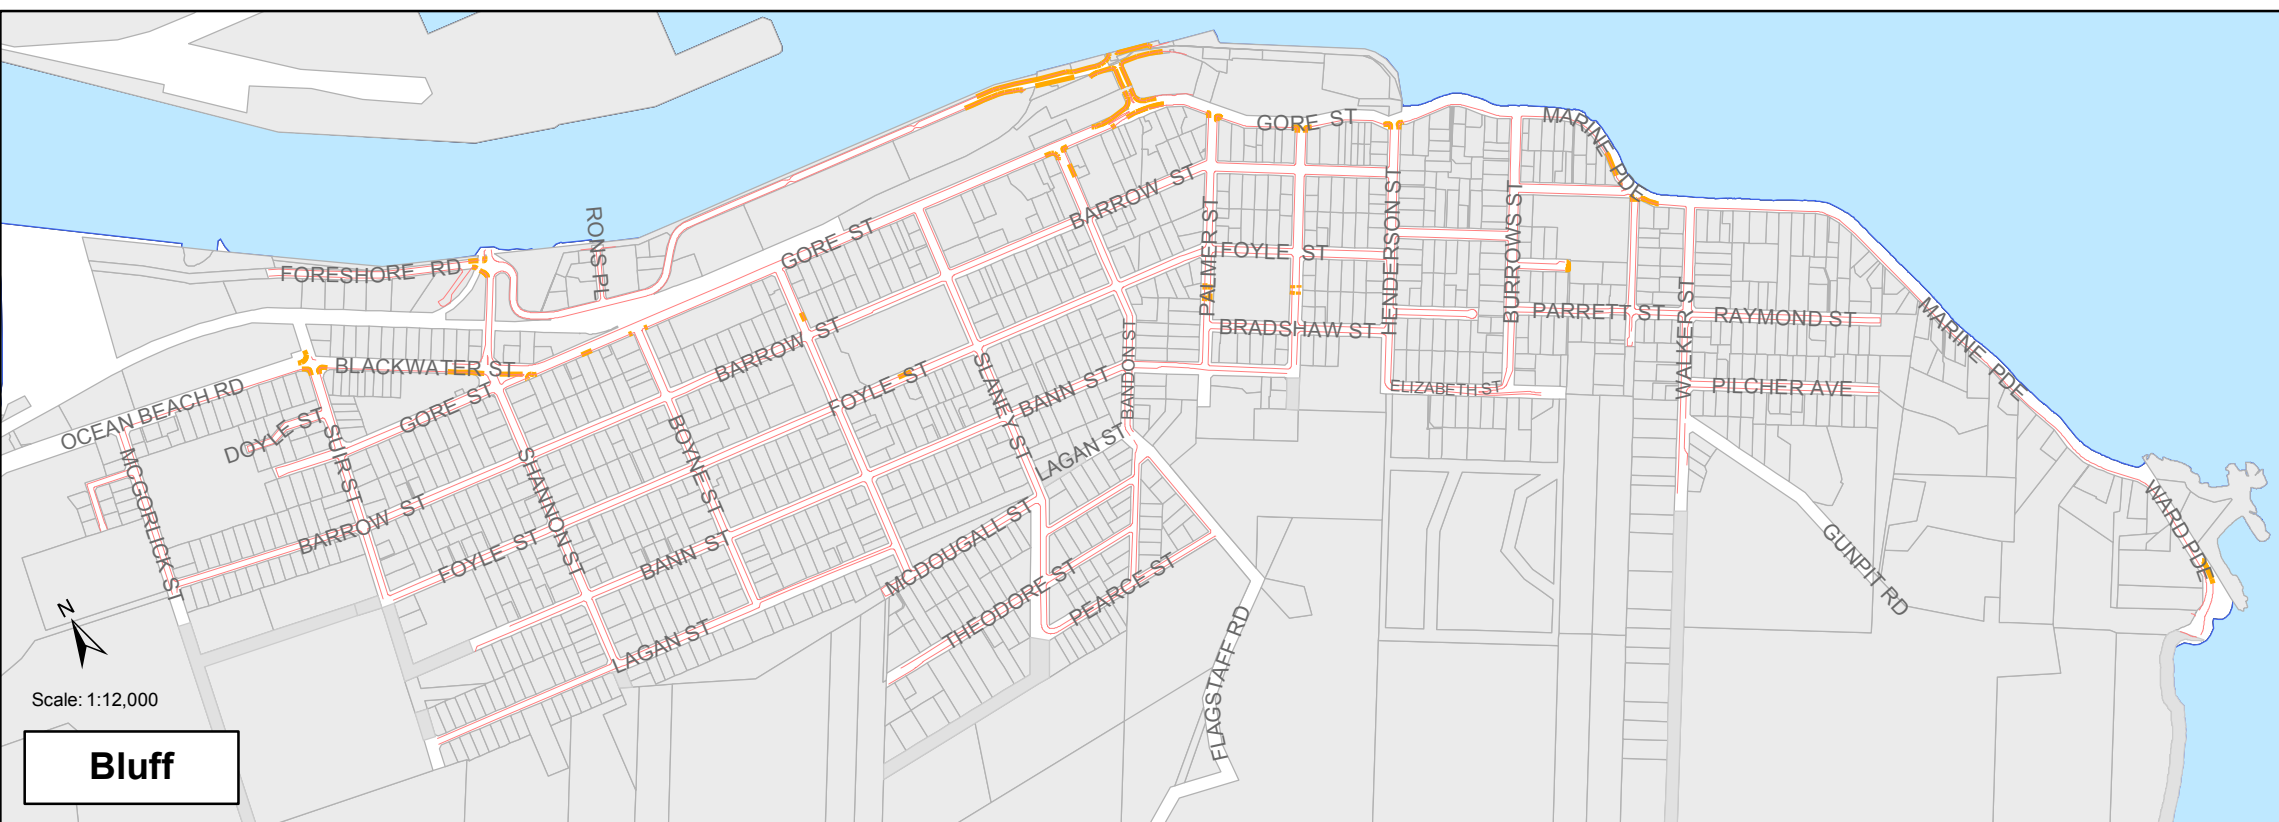 GORE ST
MARINE PDE
BARROW ST
RONS PL
PALMER ST
HENDERSON ST
BURROWS ST
FORESHORE RD
GORE ST
FOYLE ST
WALKER ST
PARRETT ST
RAYMOND ST
BRADSHAW ST
MARINE PDE
BARROW ST
BANDON ST
BLACKWATER ST
SLANEY ST
FOYLE ST
BANN ST
ELIZABETH ST
PILCHER AVE
OCEAN BEACH RD
DOYLE ST
GORE ST
SUIR ST
BOYNE ST
LAGAN ST
MCGORLICK ST
SHANNON ST
BARROW ST
FOYLE ST
BANN ST
MCDOUGALL ST
THEODORE ST
PEARCE ST
GUNPIT RD
WARD PDE
LAGAN ST
FLAGSTAFF RD
N
Scale: 1:12,000
Bluff